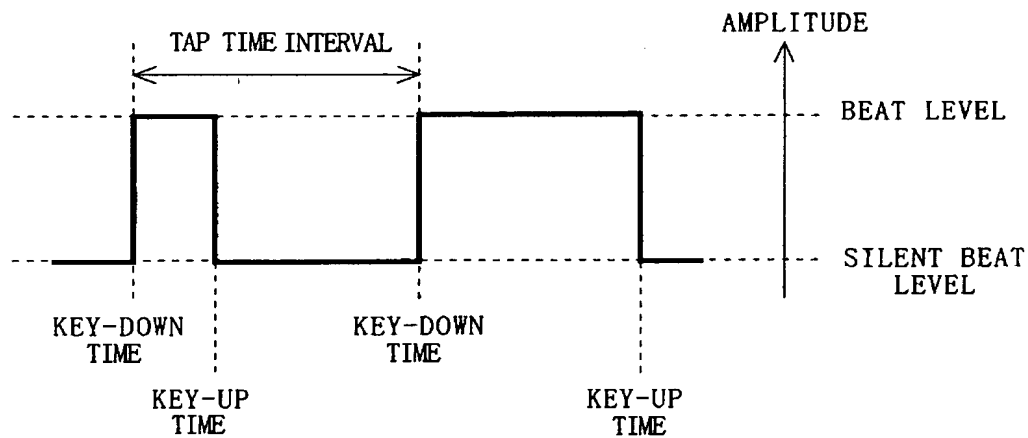 AMPLITUDE
TAP TIME INTERVAL
BEAT LEVEL
SILENT BEAT
LEVEL
KEY-DOWN
TIME
KEY-DOWN
TIME
KEY-UP
TIME
KEY-UP
TIME